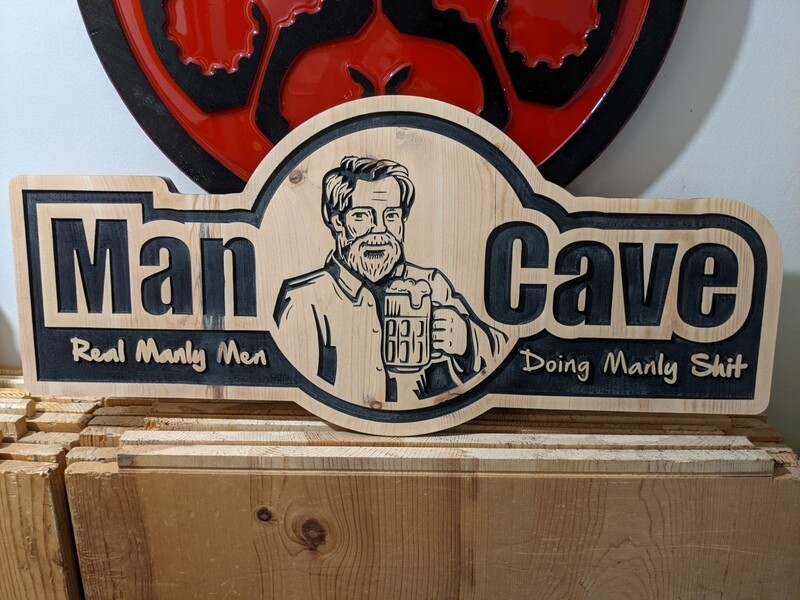 Man Cave
Real Manly Men
Doing Manly Shit